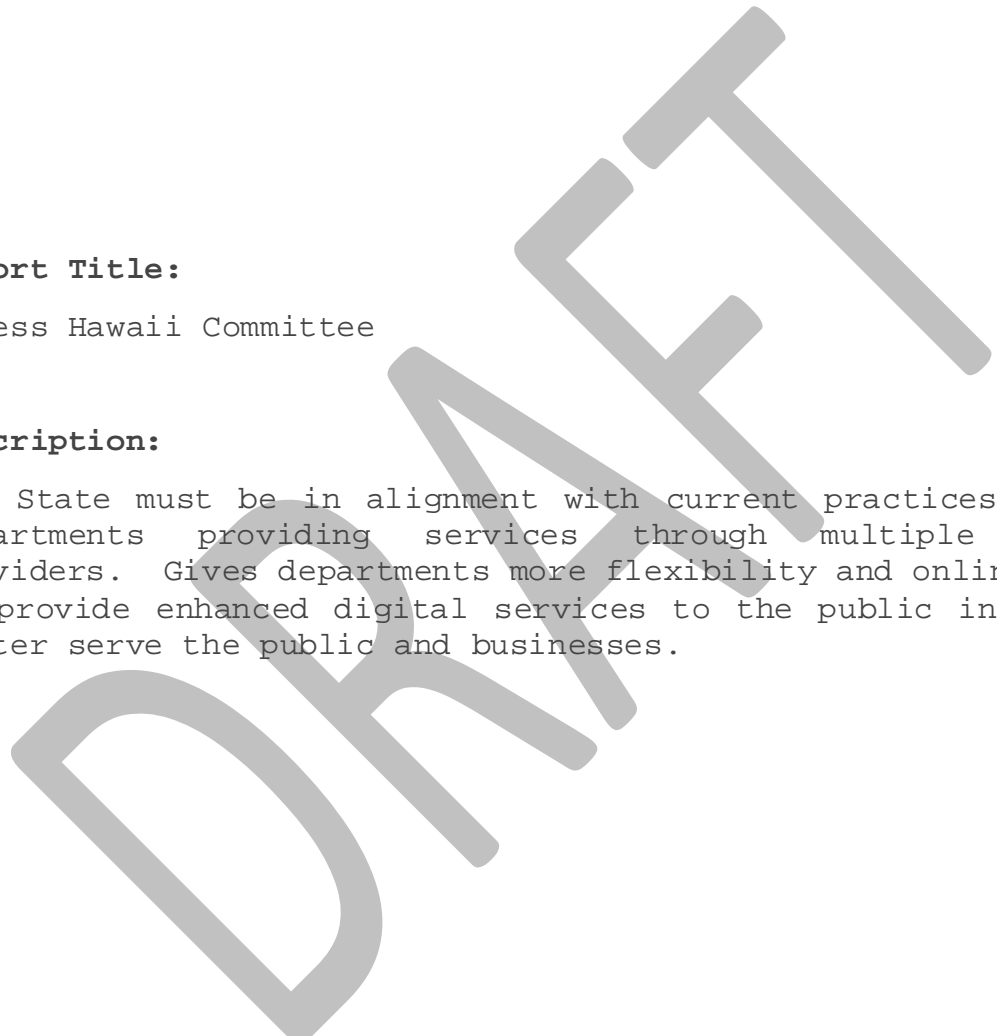 ort Title:
ess Hawaii Committee
cription:
State must be in alignment with current practices
artments providing services through multiple
viders. Gives departments more flexibility and onlin
provide enhanced digital services to the public in
ter serve the public and businesses.
DRAFT